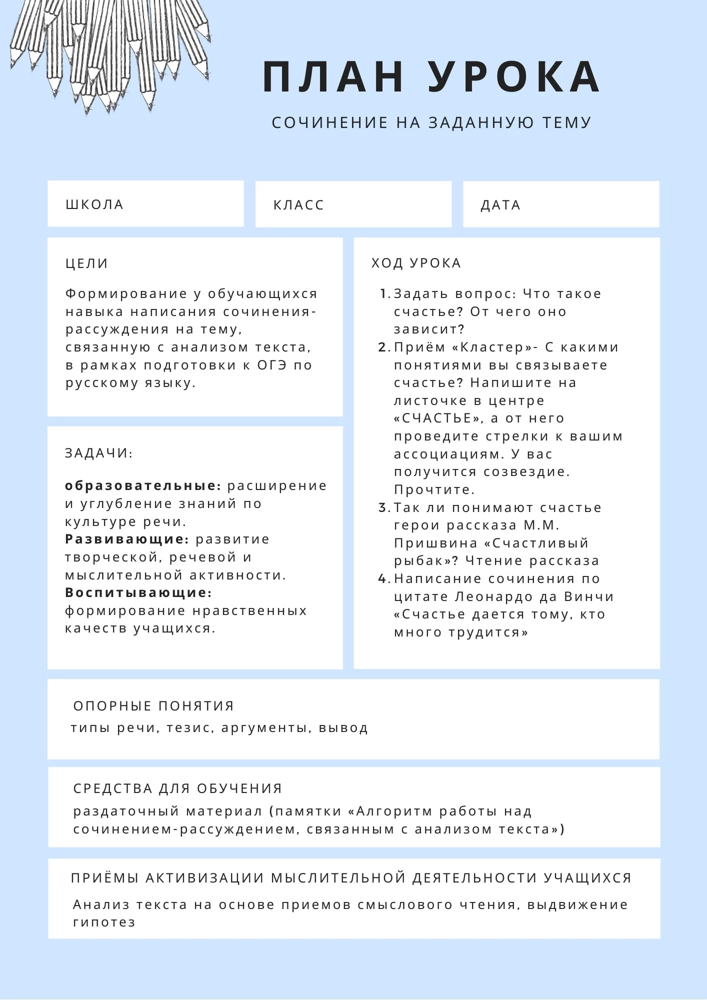 ПЛАН УРОКА
СОЧИНЕНИЕ НА ЗАДАННУЮ ТЕМУ
ШКОЛА
КЛАСС
ДАТА
ЦЕЛИ
Формирование у обучающихся
навыка написания сочинения-
рассуждения на тему,
связанную с анализом текста,
в рамках подготовки к ОГЭ по
русскому языку.
ЗАДАЧИ:
образовательные: расширение
и углубление знаний по
культуре речи.
Развивающие: развитие
творческой, речевой и
мыслительной активности.
Воспитывающие:
формирование нравственных
качеств учащихся.
ХОД УРОКА
1. Задать вопрос: Что такое
счастье? От чего оно
зависит?
2. Приём «Кластер»- С какими
понятиями вы связываете
счастье? Напишите на
листочке в центре
«СЧАСТЬЕ», а от него
проведите стрелки к вашим
ассоциациям. У вас
получится созвездие.
Прочтите.
3. Так ли понимают счастье
герои рассказа М.М.
Пришвина «Счастливый
рыбак»? Чтение рассказа
4. Написание сочинения по
цитате Леонардо да Винчи
«Счастье дается тому, кто
много трудится»
ОПОРНЫЕ ПОНЯТИЯ
типы речи, тезис, аргументы, вывод
СРЕДСТВА ДЛЯ ОБУЧЕНИЯ
раздаточный материал (памятки «Алгоритм работы над
сочинением-рассуждением, связанным с анализом текста»)
ПРИЁМЫ АКТИВИЗАЦИИ МЫСЛИТЕЛЬНОЙ ДЕЯТЕЛЬНОСТИ УЧАЩИХСЯ
Анализ текста на основе приемов смыслового чтения, выдвижение
гипотез